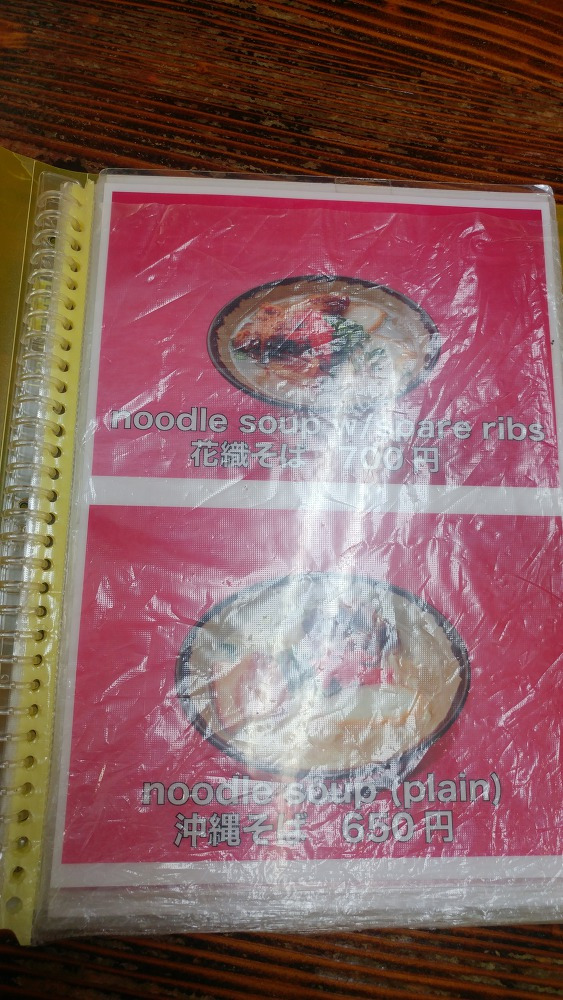 noodle soup w/spare ribs
花織そば 700円
noodle soup (plain)
沖縄そば 650円